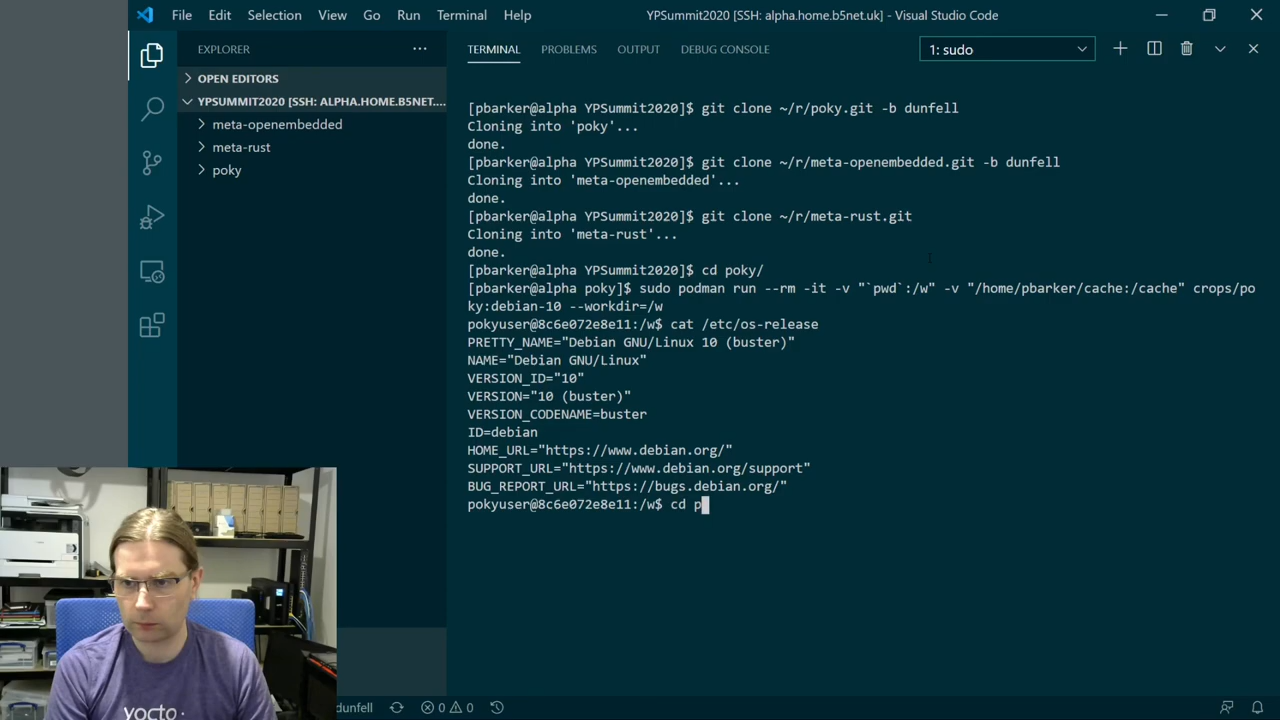 File Edit Selection View Go Run Terminal Help
YPSummit2020 [SSH: alpha.home.b5net.uk] - Visual Studio Code
EXPLORER
OPEN EDITORS
YPSUMMIT2020 [SSH: ALPHA.HOME.B5NET....
meta-openembedded
meta-rust
poky
TERMINAL PROBLEMS OUTPUT DEBUG CONSOLE
1: sudo
[pbarker@alpha YPSummit2020]$ git clone ~/r/poky.git -b dunfell
Cloning into 'poky'...
done.
[pbarker@alpha YPSummit2020]$ git clone ~/r/meta-openembedded.git -b dunfell
Cloning into 'meta-openembedded'...
done.
[pbarker@alpha YPSummit2020]$ git clone ~/r/meta-rust.git
Cloning into 'meta-rust'...
done.
[pbarker@alpha YPSummit2020]$ cd poky/
[pbarker@alpha poky]$ sudo podman run --rm -it -v "`pwd`:/w" -v "/home/pbarker/cache:/cache" crops/po
ky:debian-10 --workdir=/w
pokyuser@8c6e072e8e11:/w$ cat /etc/os-release
PRETTY_NAME="Debian GNU/Linux 10 (buster)"
NAME="Debian GNU/Linux"
VERSION_ID="10"
VERSION="10 (buster)"
VERSION_CODENAME=buster
ID=debian
HOME_URL="https://www.debian.org/"
SUPPORT_URL="https://www.debian.org/support"
BUG_REPORT_URL="https://bugs.debian.org/"
pokyuser@8c6e072e8e11:/w$ cd p
dunfell 0 0
yocto